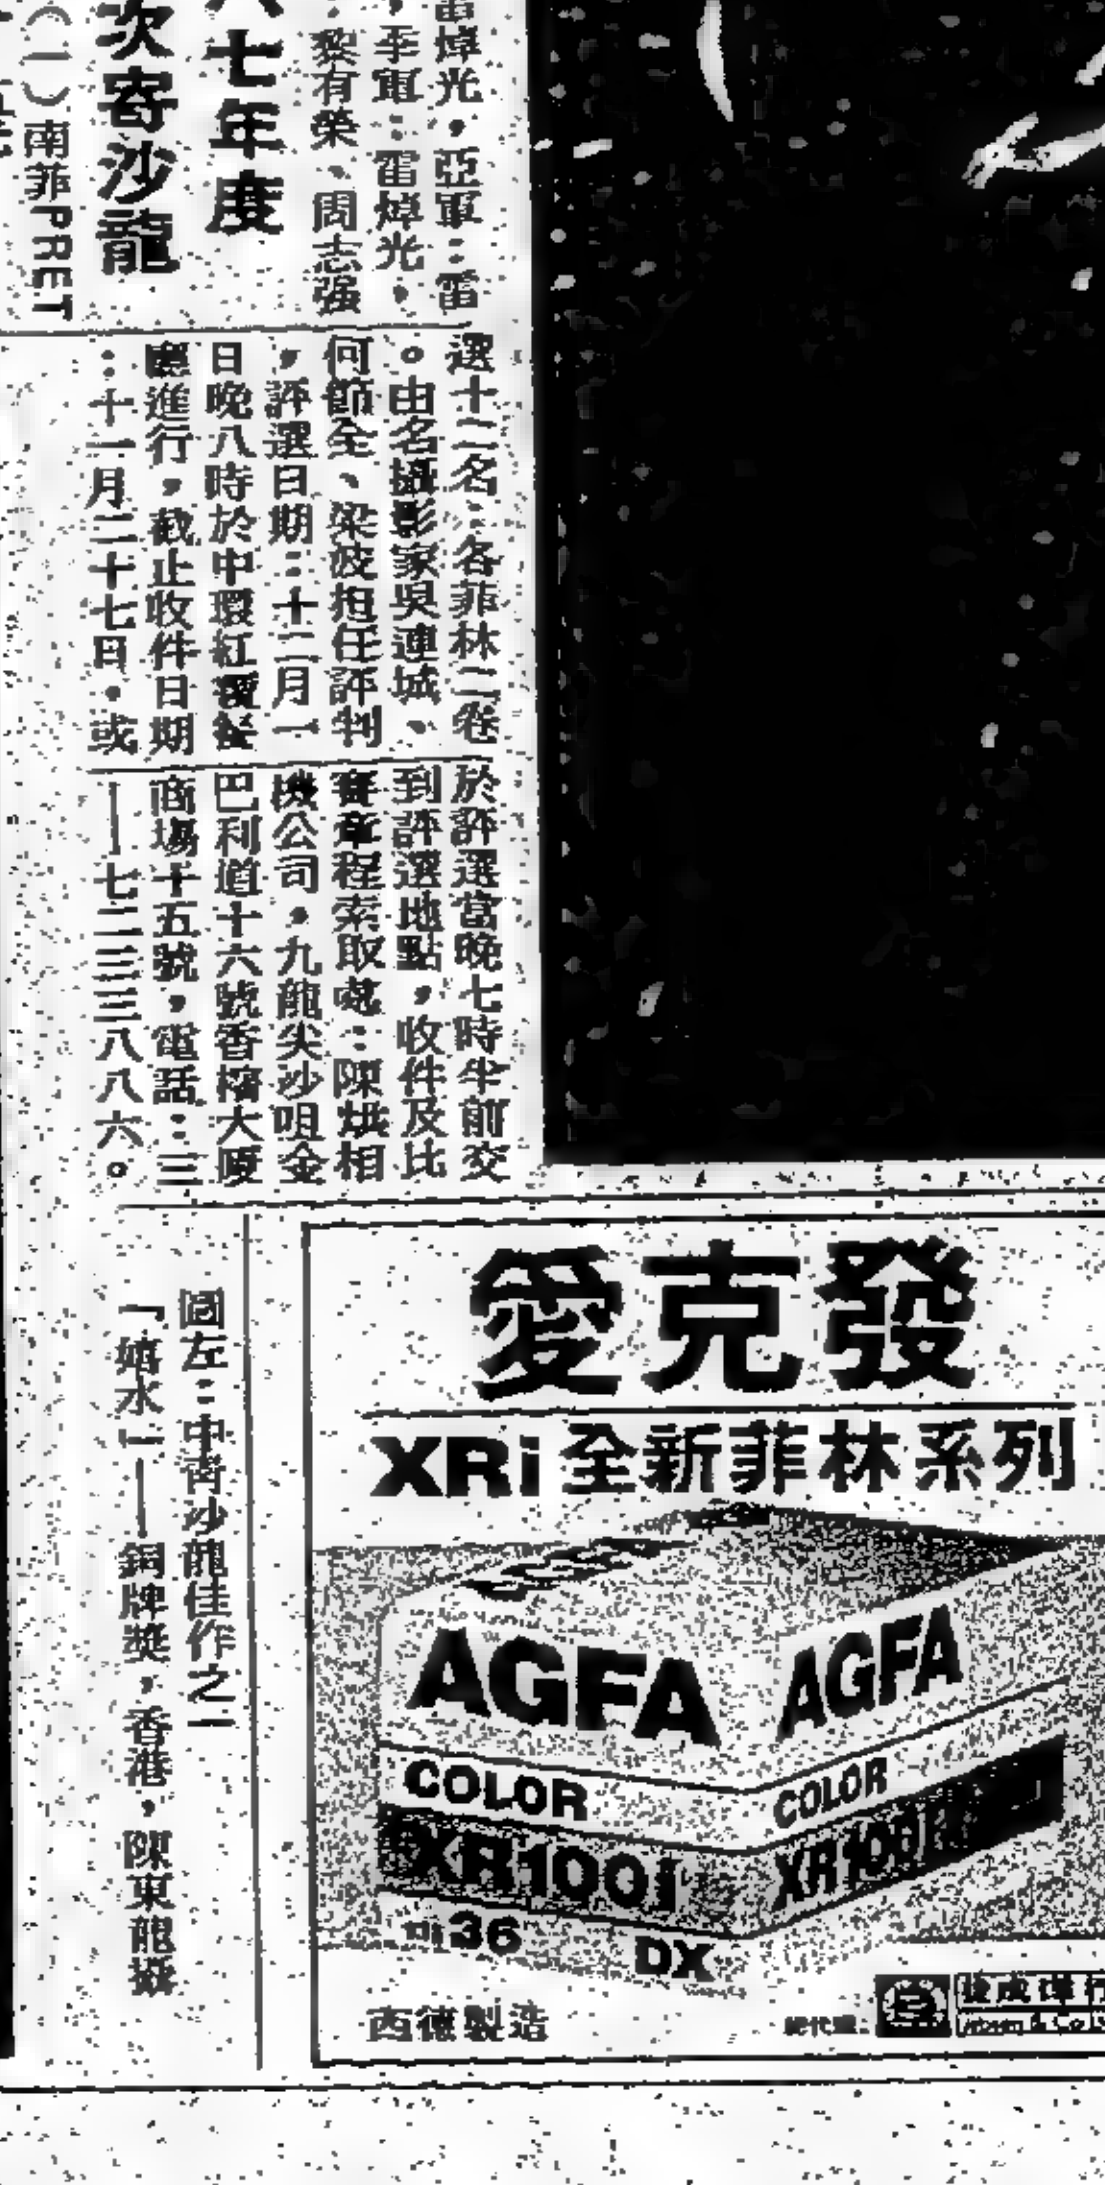 雷焯光，亞軍：雷
，季軍：雷焯光，
黎有榮、周志强
七年度
次寄沙龍
（1）南菲PRET
選十二名：各菲林二卷
。由名攝影家吳連城、
何節全、梁波担任評判
，評選日期：十二月一
日晚八時於中環紅寶餐
廳進行，截止收件日期
：十一月二十七日，或
於評選當晚七時半前交
到評選地點，收件及比
賽章程索取處：陳烘相
機公司，九龍尖沙咀金
巴利道十六號香檳大廈
商場十五號，電話：三
——七二三三八八六。
圖左：中青沙龍佳作之一
「嬉水」——銅牌獎，香港，陳東龍攝
愛克發
XRi全新菲林系列
AGFA
AGFA
COLOR
COLOR
XR100i
XR100i
36
DX
西德製造
總代理：